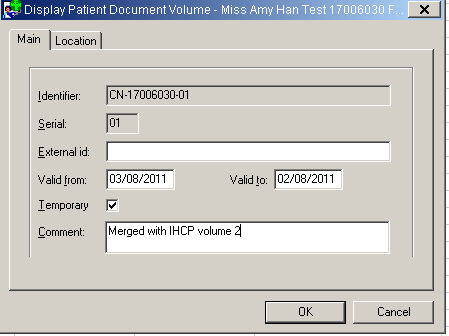 Display Patient Document Volume - Miss Amy Han Test 17006030 F...
Main Location
Identifier: CN-17006030-01
Serial: 01
External id:
Valid from: 03/08/2011 Valid to: 02/08/2011
Temporary
Comment: Merged with IHCP volume 2
OK Cancel